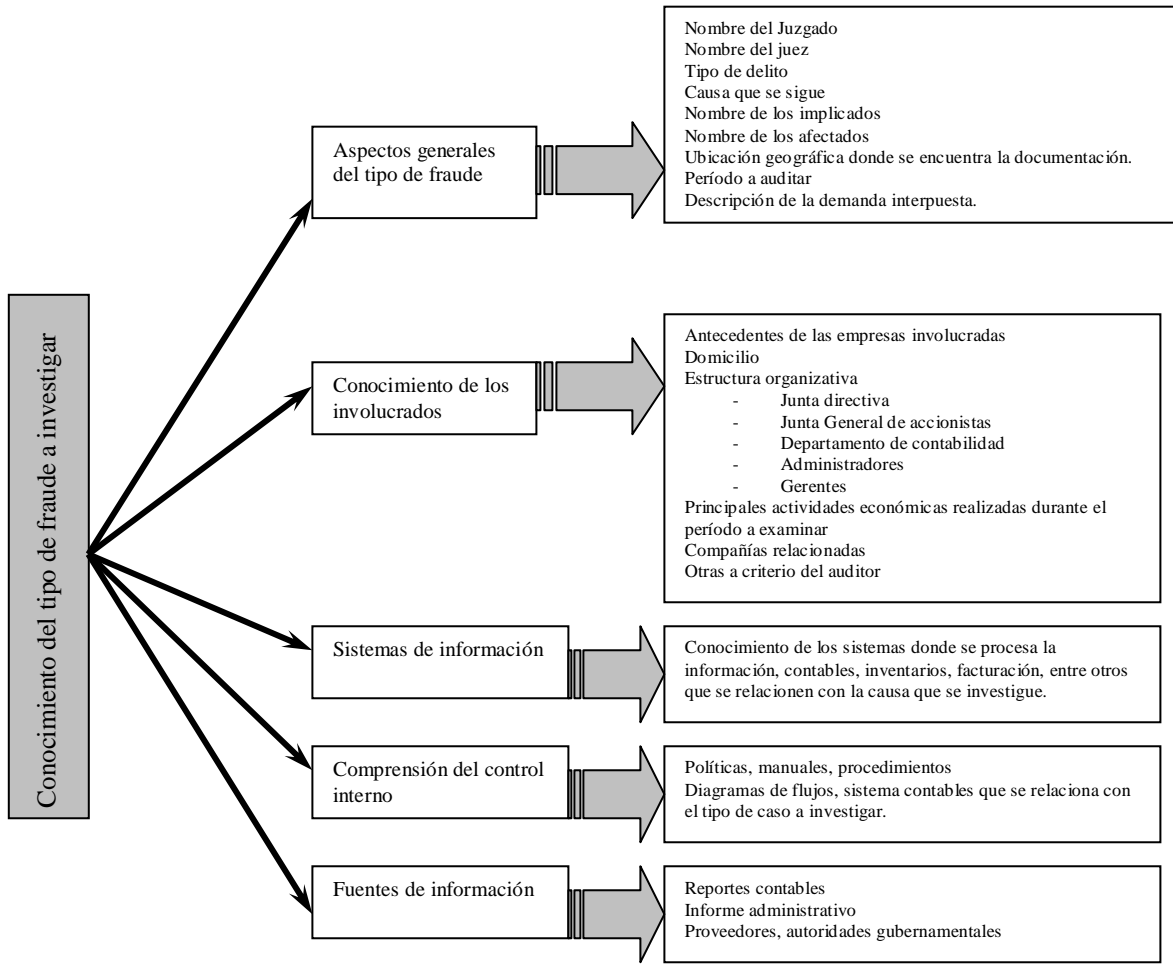 Conocimiento del tipo de fraude a investigar
Aspectos generales
del tipo de fraude
Nombre del Juzgado
Nombre del juez
Tipo de delito
Causa que se sigue
Nombre de los implicados
Nombre de los afectados
Ubicación geográfica donde se encuentra la documentación.
Período a auditar
Descripción de la demanda interpuesta.
Conocimiento de los
involucrados
Antecedentes de las empresas involucradas
Domicilio
Estructura organizativa
- Junta directiva
- Junta General de accionistas
- Departamento de contabilidad
- Administradores
- Gerentes
Principales actividades económicas realizadas durante el
período a examinar
Compañías relacionadas
Otras a criterio del auditor
Sistemas de información
Conocimiento de los sistemas donde se procesa la
información, contables, inventarios, facturación, entre otros
que se relacionen con la causa que se investigue.
Comprensión del control
interno
Políticas, manuales, procedimientos
Diagramas de flujos, sistema contables que se relaciona con
el tipo de caso a investigar.
Fuentes de información
Reportes contables
Informe administrativo
Proveedores, autoridades gubernamentales